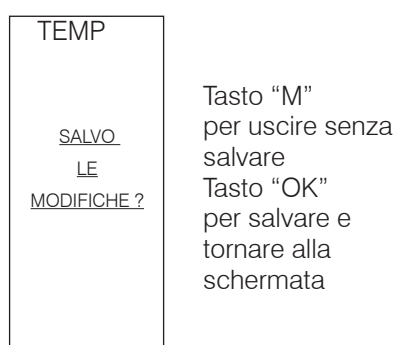 TEMP
SALVO
LE
MODIFICHE ?
Tasto “M”
per uscire senza
salvare
Tasto “OK”
per salvare e
tornare alla
schermata